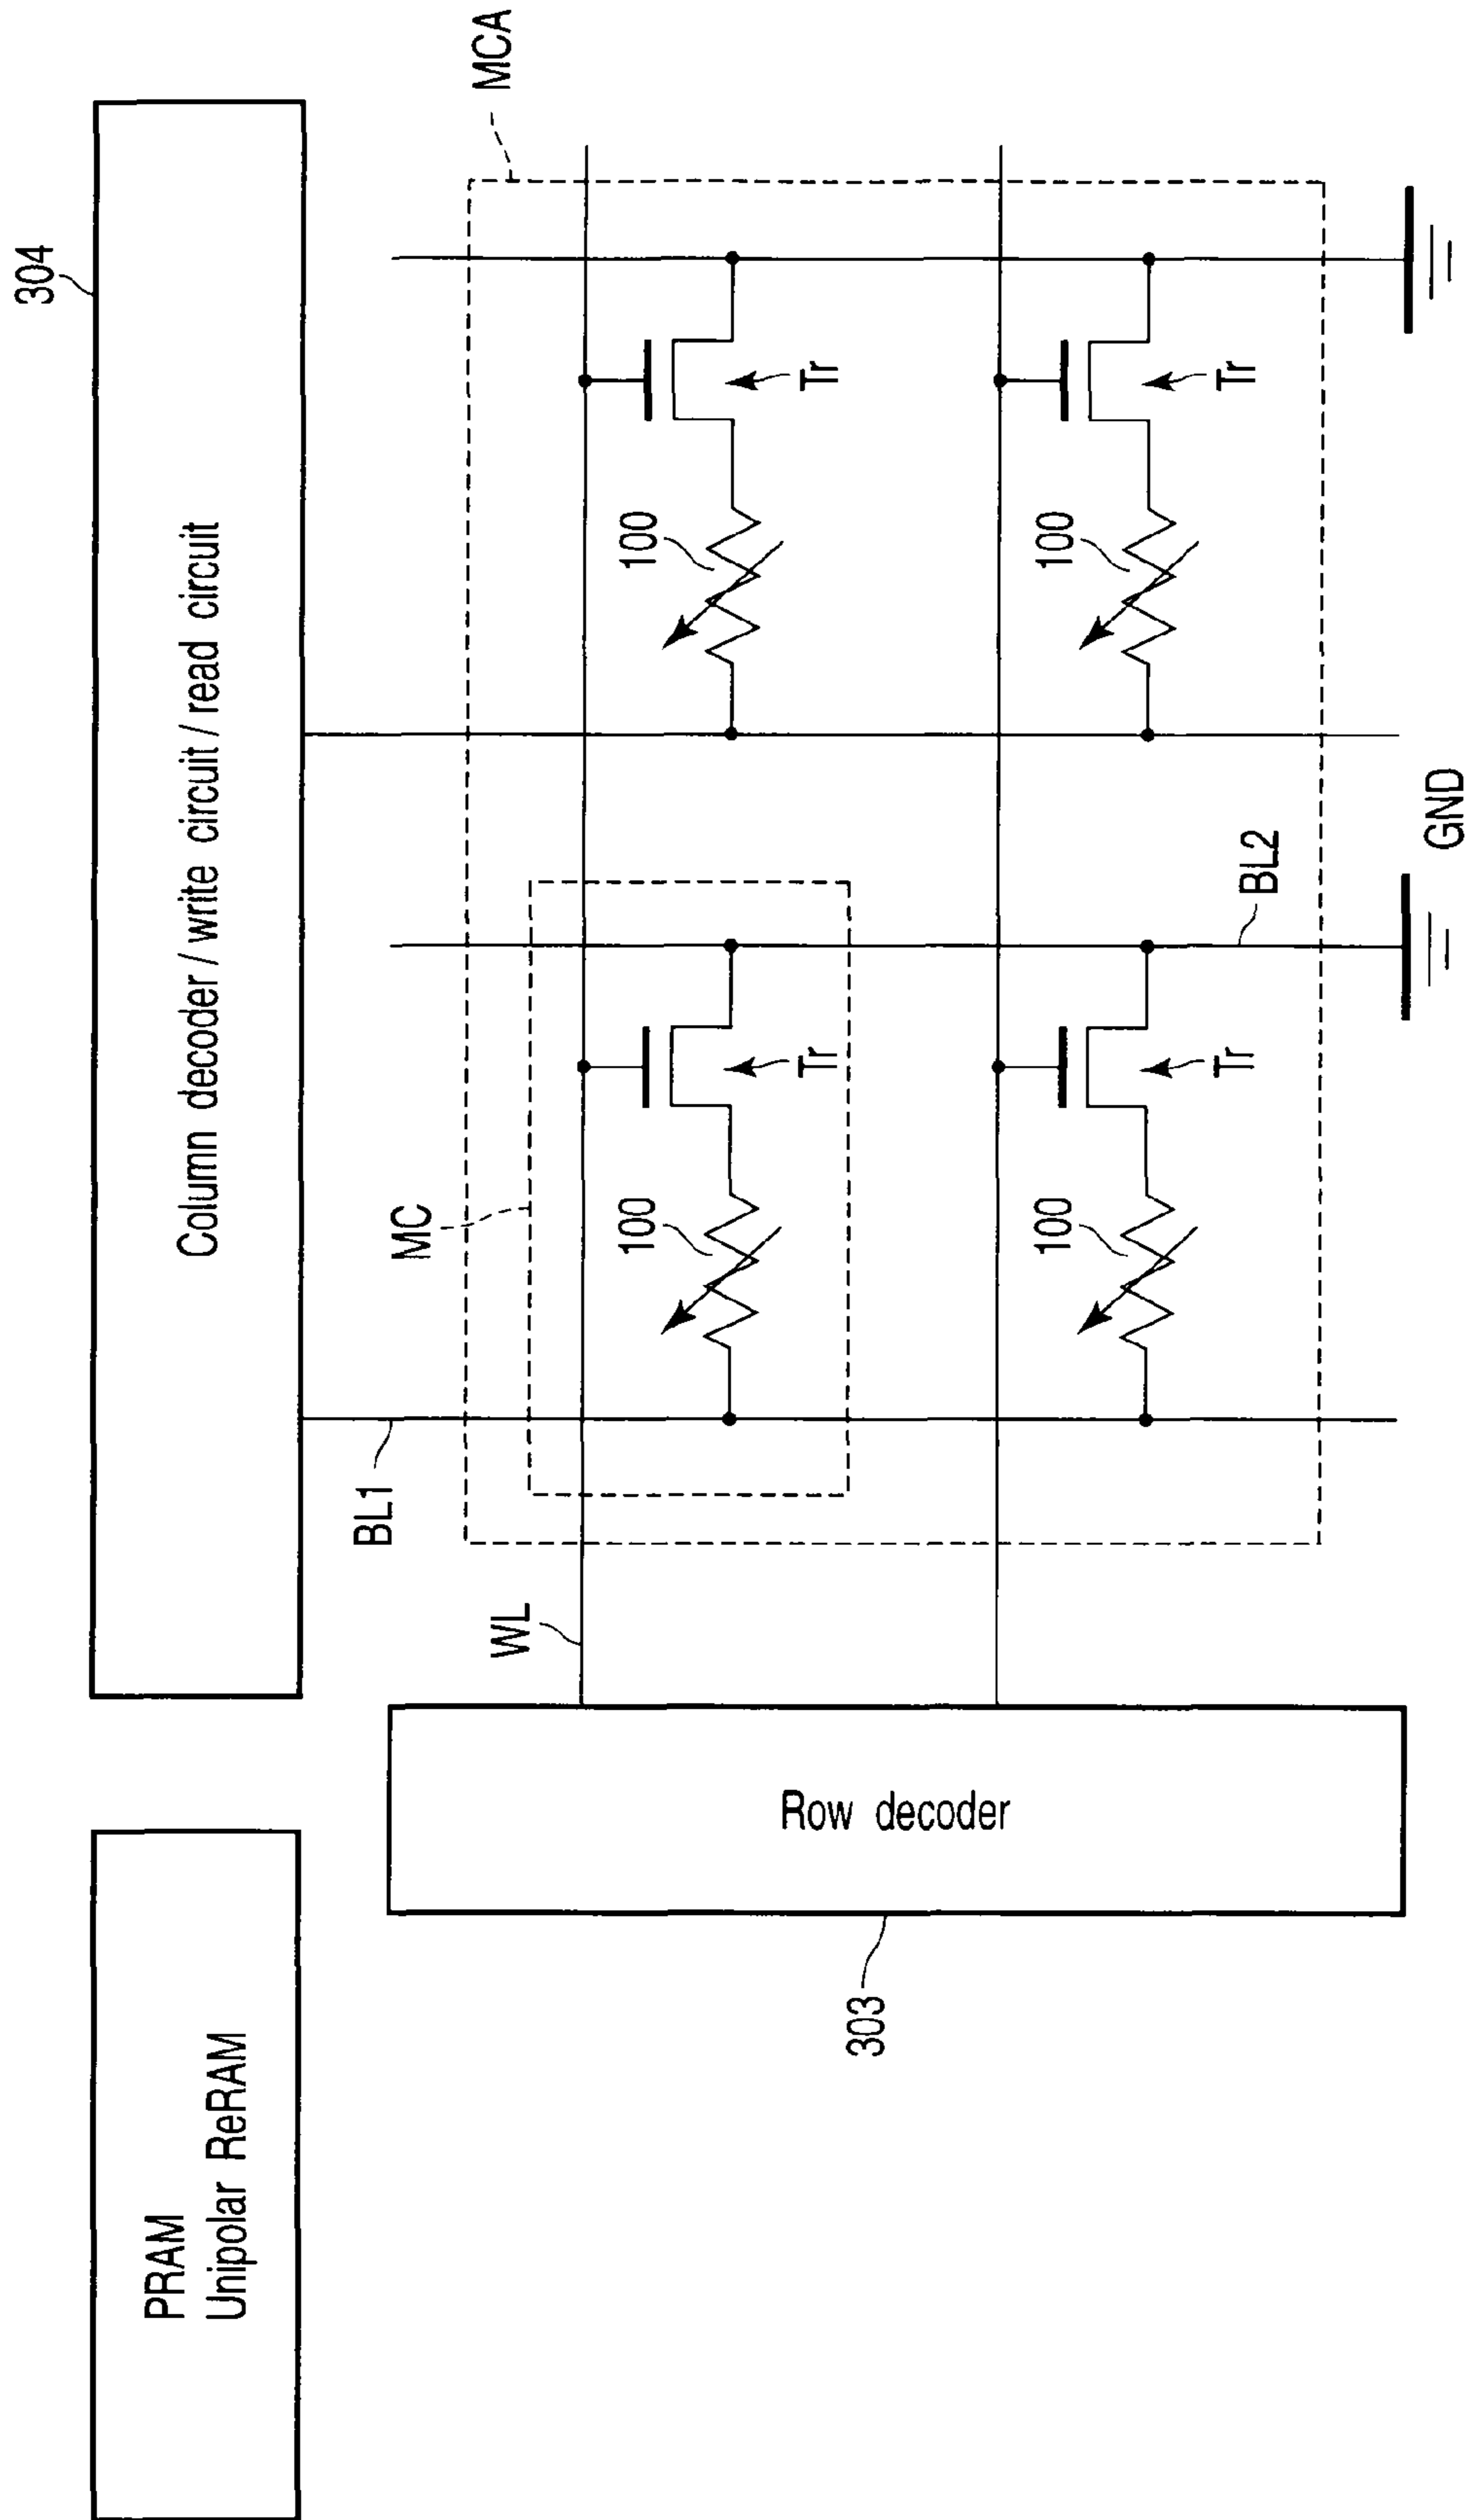 PRAM
Unipolar ReRAM
304
Column decoder / write circuit / read circuit
MCA
BL1
MC
WL
100
Tr
100
Tr
303
Row decoder
100
Tr
100
Tr
BL2
GND